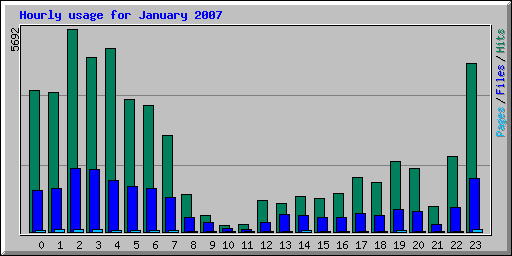 Hourly usage for January 2007
5692
Pages/Files/Hits
0 1 2 3 4 5 6 7 8 9 10 11 12 13 14 15 16 17 18 19 20 21 22 23